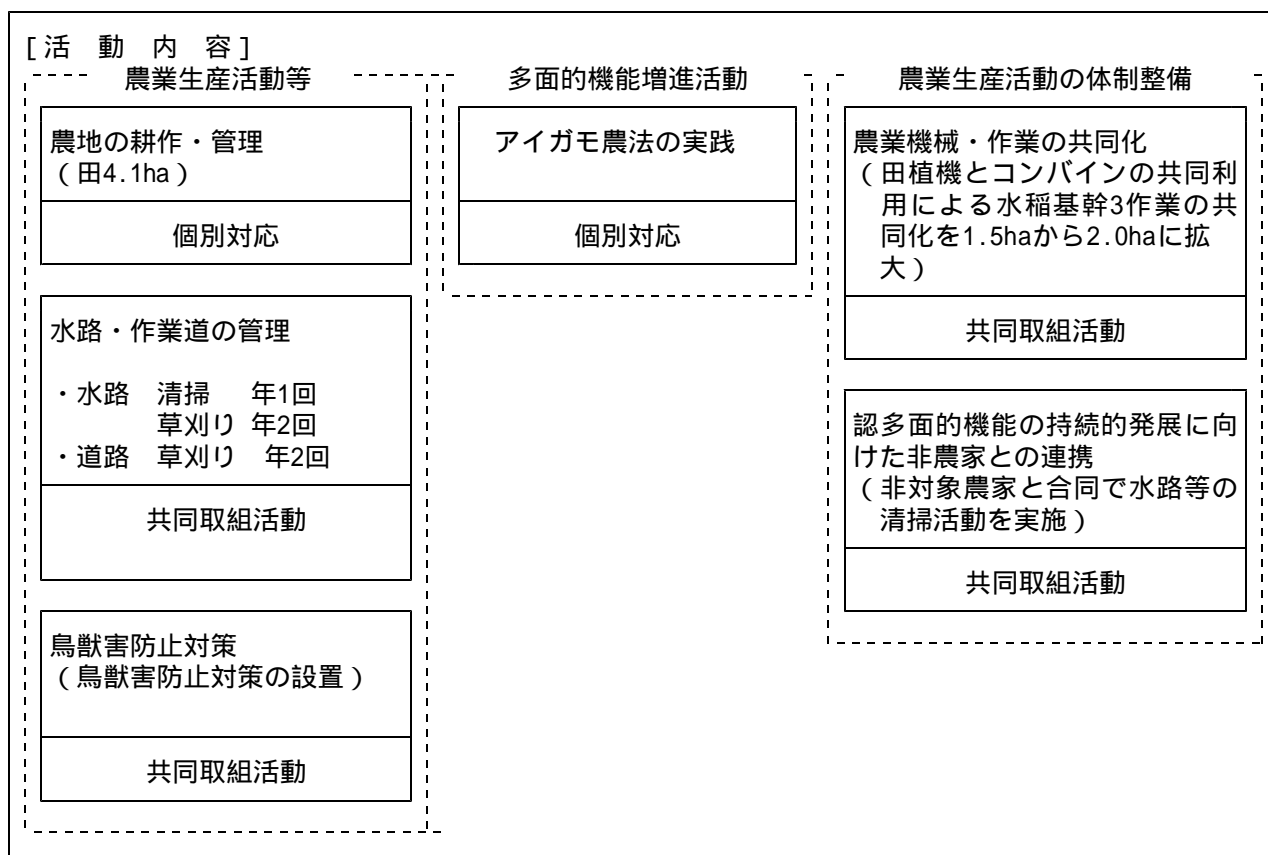 [活 動 内 容]
農業生産活動等
農地の耕作・管理
(田4.1ha)
個別対応
水路・作業道の管理
・水路 清掃 年1回
草刈り 年2回
・道路 草刈り 年2回
共同取組活動
鳥獣害防止対策
(鳥獣害防止対策の設置)
共同取組活動
多面的機能増進活動
アイガモ農法の実践
個別対応
農業生産活動の体制整備
農業機械・作業の共同化
(田植機とコンバインの共同利
用による水稲基幹3作業の共
同化を1.5haから2.0haに拡
大)
共同取組活動
認多面的機能の持続的発展に向
けた非農家との連携
(非対象農家と合同で水路等の
清掃活動を実施)
共同取組活動